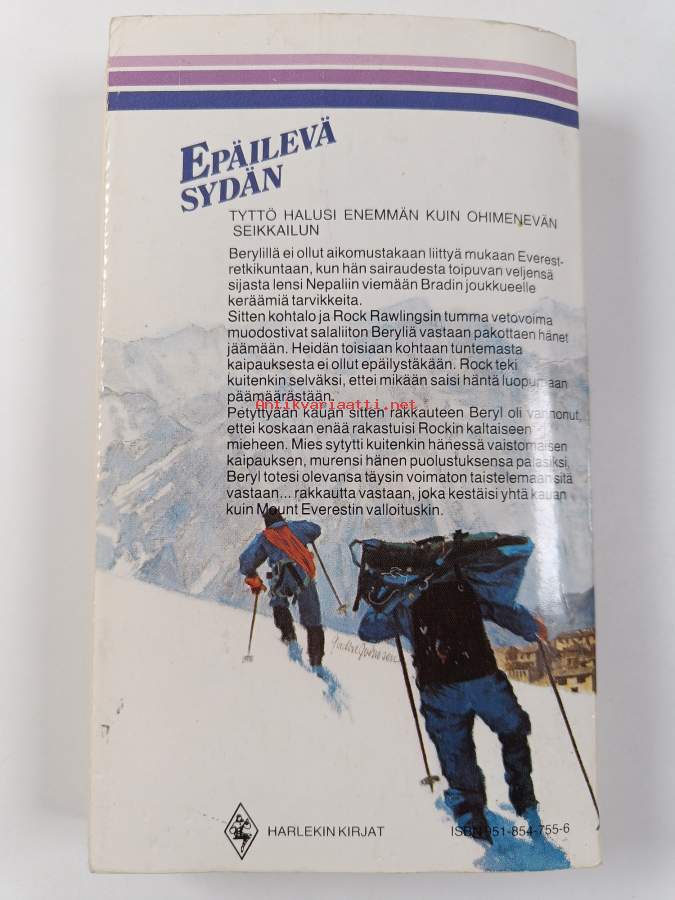 EPÄILEVÄ
SYDÄN
TYTTÖ HALUSI ENEMMÄN KUIN OHIMENEVÄN
SEIKKAILUN
Berylillä ei ollut aikomustakaan liittyä mukaan Everest-
retkikuntaan, kun hän sairaudesta toipuvan veljensä
sijasta lensi Nepaliin viemään Bradin joukkueelle
keräämiä tarvikkeita.
Sitten kohtalo ja Rock Rawlingsin tumma vetovoima
muodostivat salaliiton Beryliä vastaan pakottaen hänet
jäämään. Heidän toisiaan kohtaan tuntemasta
kaipauksesta ei ollut epäilystäkään. Rock teki
kuitenkin selväksi, ettei mikään saisi häntä luopumaan
päämäärästään.
Antikvariaatti.net
Petyttyään kauan sitten rakkauteen Beryl oli vannonut,
ettei koskaan enää rakastuisi Rockin kaltaiseen
mieheen. Mies sytytti kuitenkin hänessä vaistomaisen
kaipauksen, murensi hänen puolustuksensa palasiksi,
Beryl totesi olevansa täysin voimaton taistelemaan sitä
vastaan... rakkautta vastaan, joka kestäisi yhtä kauan
kuin Mount Everestin valloituskin.
HARLEKIN KIRJAT
ISBN 951-854-755-6